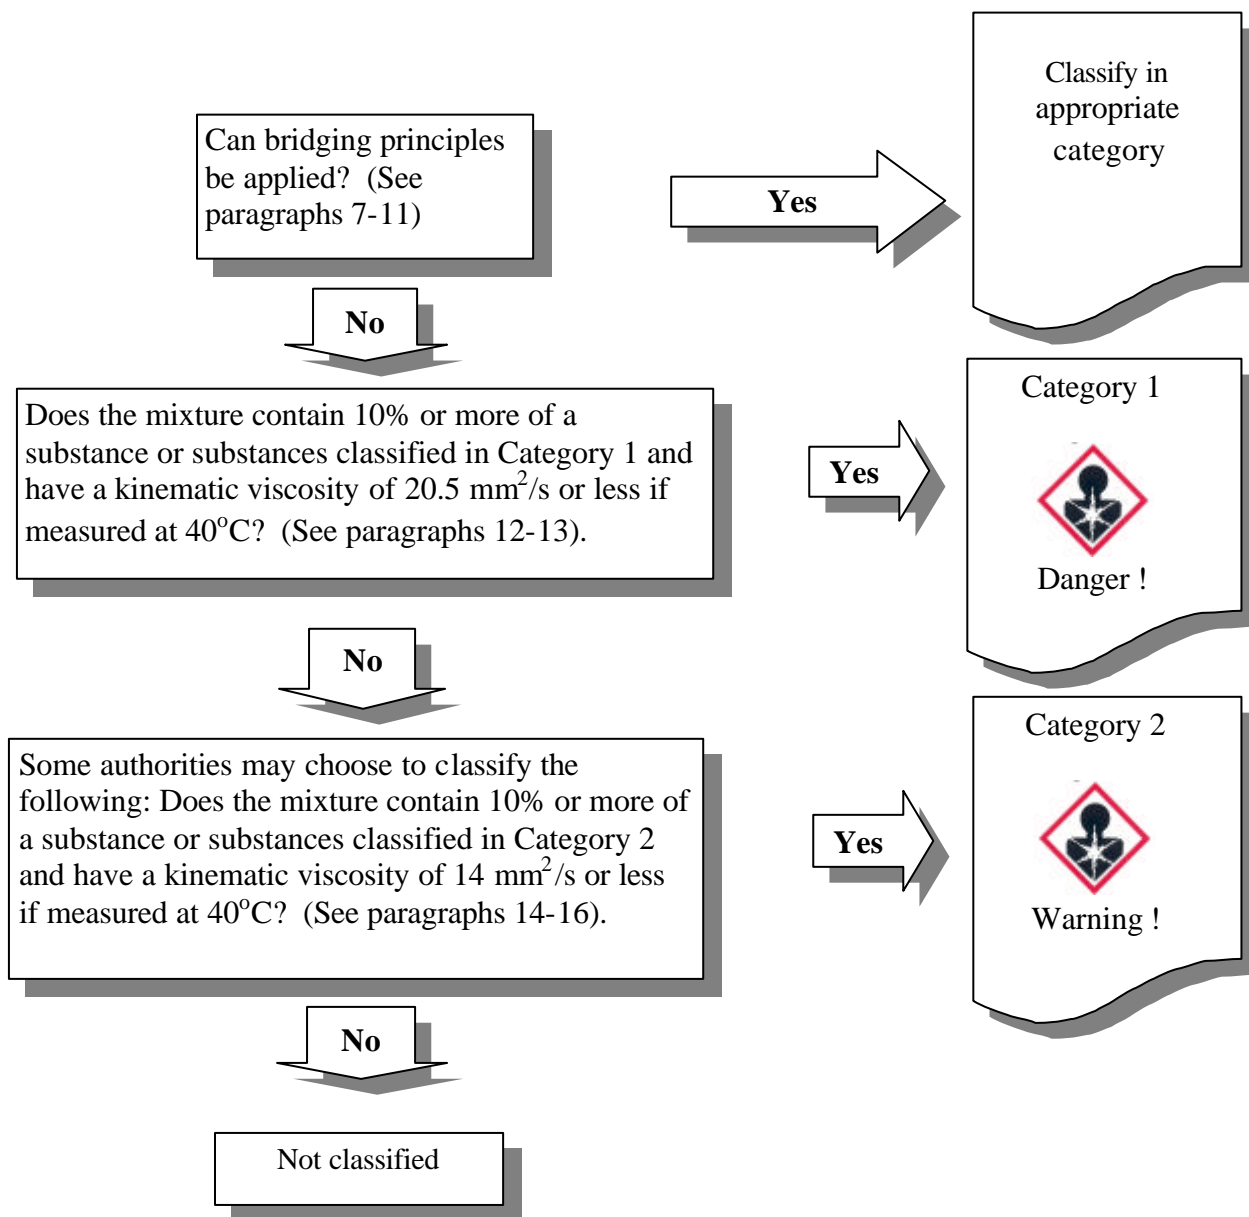 Can bridging principles
be applied?  (See
paragraphs 7-11)
Yes
Classify in
appropriate
category
No
Does the mixture contain 10% or more of a
substance or substances classified in Category 1 and
have a kinematic viscosity of 20.5 mm²/s or less if
measured at 40°C?  (See paragraphs 12-13).
Yes
Category 1
Danger !
No
Some authorities may choose to classify the
following: Does the mixture contain 10% or more of
a substance or substances classified in Category 2
and have a kinematic viscosity of 14 mm²/s or less
if measured at 40°C?  (See paragraphs 14-16).
Yes
Category 2
Warning !
No
Not classified